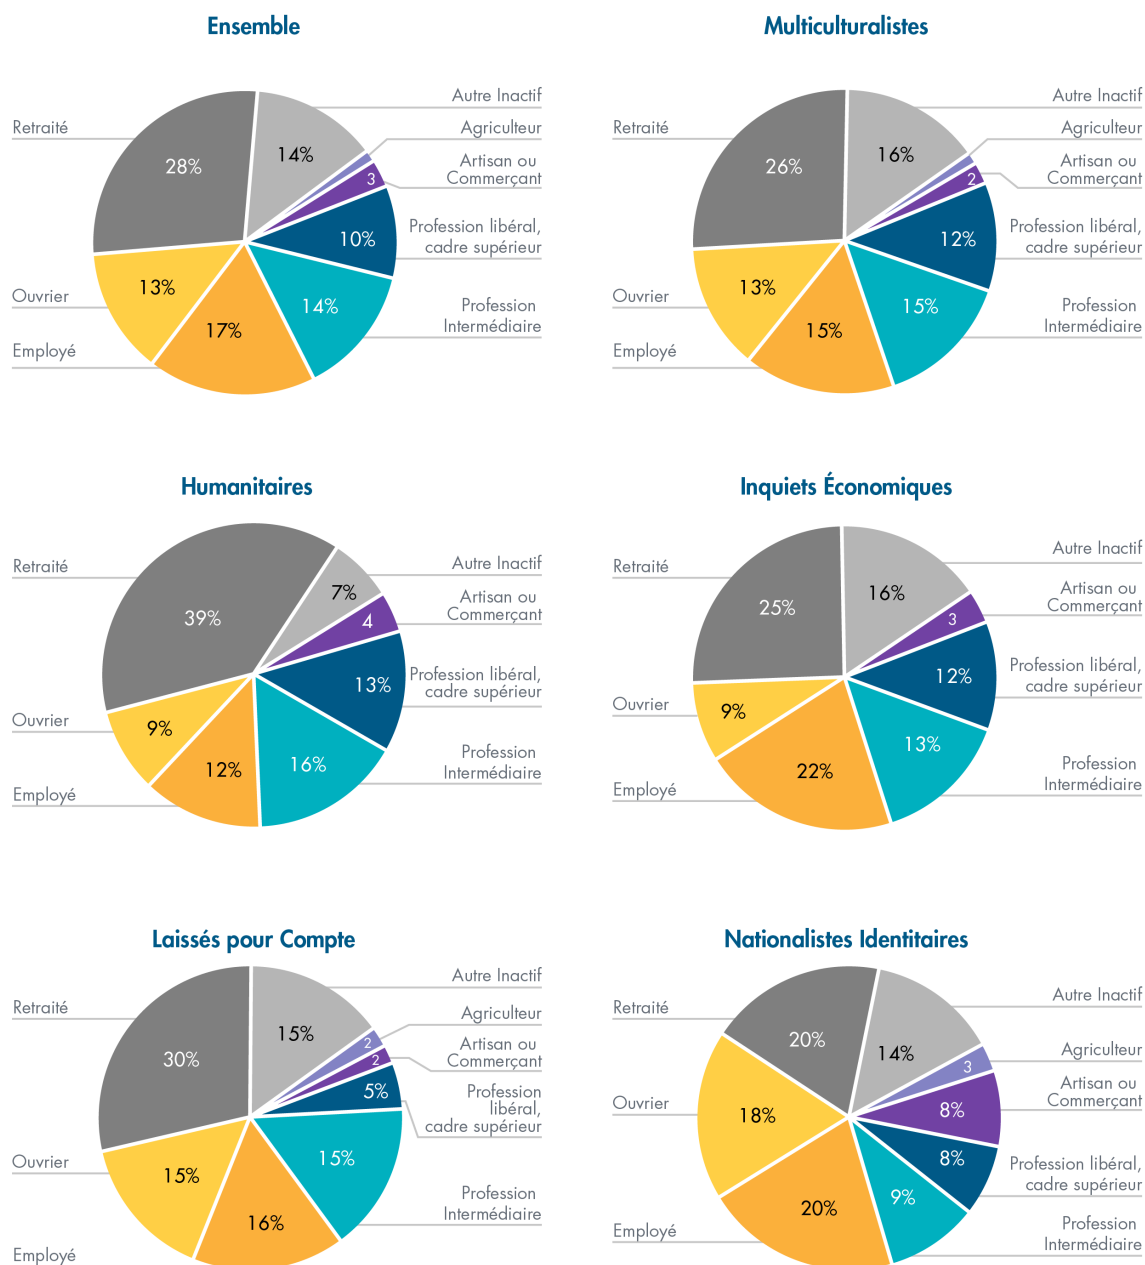 Ensemble
Autre Inactif
Retraité
Agriculteur
14%
28%
Artisan ou
Commerçant
3
Profession libéral,
cadre supérieur
10%
13%
Ouvrier
14%
Profession
Intermédiaire
17%
Employé
Multiculturalistes
Autre Inactif
Retraité
Agriculteur
16%
26%
Artisan ou
Commerçant
2
Profession libéral,
cadre supérieur
12%
13%
Ouvrier
15%
Profession
Intermédiaire
15%
Employé
Humanitaires
Autre Inactif
Retraité
7%
Artisan ou
Commerçant
39%
4
Profession libéral,
cadre supérieur
13%
Ouvrier
9%
Profession
Intermédiaire
16%
12%
Employé
Inquiets Économiques
Autre Inactif
Retraité
16%
Artisan ou
Commerçant
25%
3
Profession libéral,
cadre supérieur
12%
Ouvrier
9%
13%
Profession
Intermédiaire
22%
Employé
Laissés pour Compte
Autre Inactif
Retraité
Agriculteur
15%
2
Artisan ou
Commerçant
30%
2
Profession
libéral,
cadre supérieur
5%
Ouvrier
15%
15%
Profession
Intermédiaire
16%
Employé
Nationalistes Identitaires
Autre Inactif
Retraité
20%
14%
Agriculteur
3
Artisan ou
Commerçant
Ouvrier
18%
8%
Profession libéral,
cadre supérieur
8%
9%
20%
Profession
Intermédiaire
Employé